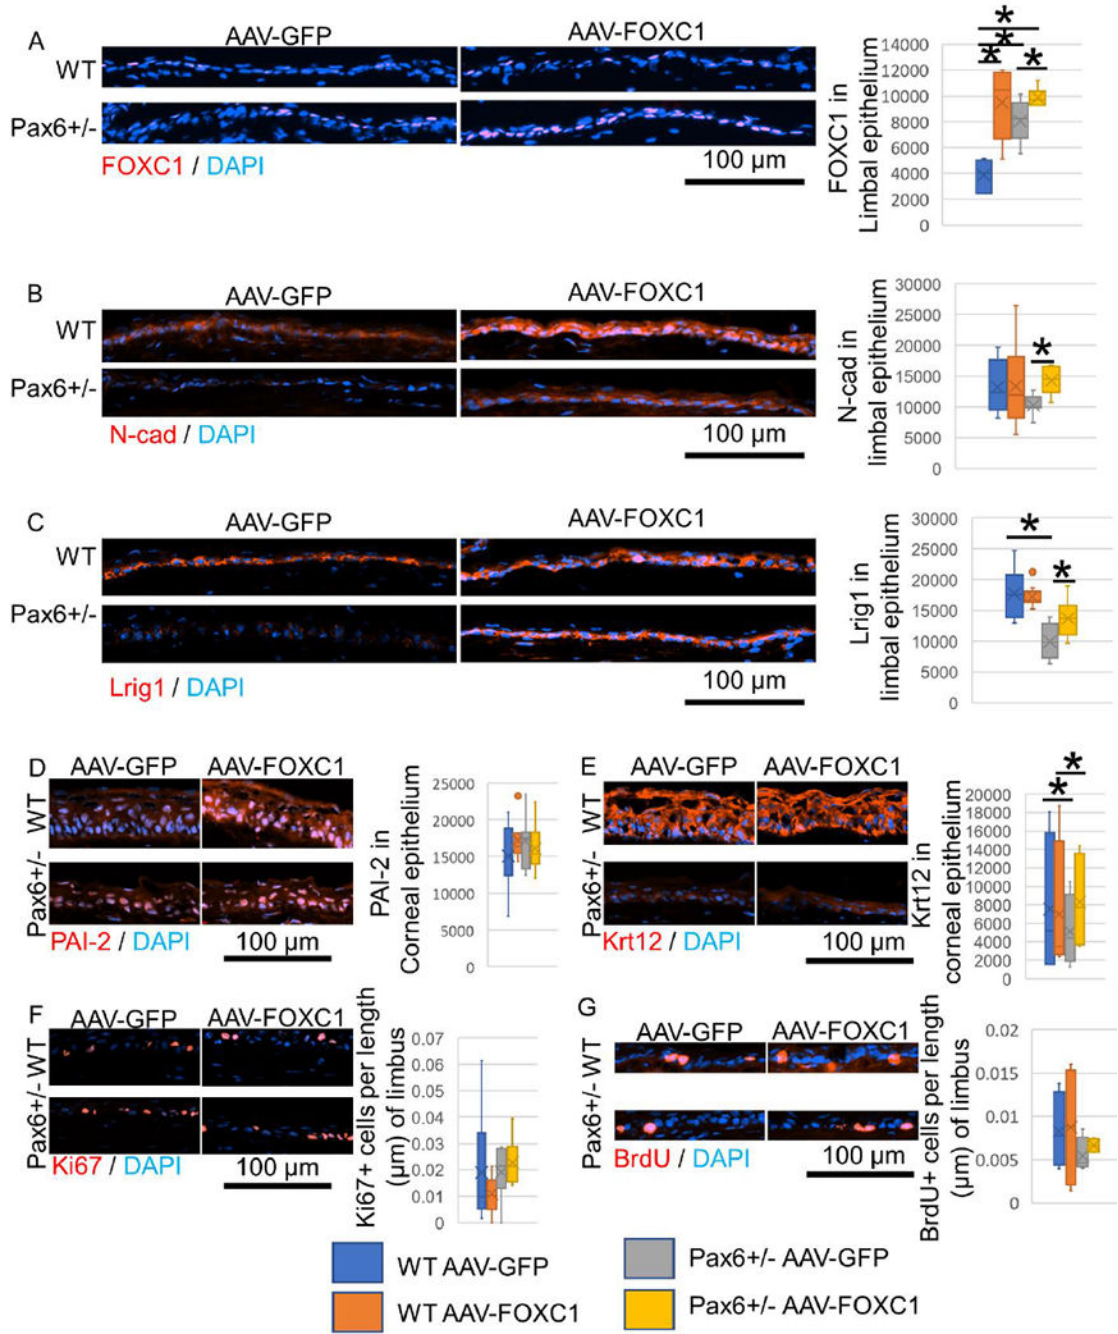 A
AAV-GFP
AAV-FOXC1
WT
Pax6+/-
FOXC1 / DAPI
100 µm
FOXC1 in
Limbal epithelium
14000
12000
10000
8000
6000
4000
2000
0
* * * *
B
AAV-GFP
AAV-FOXC1
WT
Pax6+/-
N-cad / DAPI
100 µm
N-cad in
limbal epithelium
30000
25000
20000
15000
10000
5000
0
*
C
AAV-GFP
AAV-FOXC1
WT
Pax6+/-
Lrig1 / DAPI
100 µm
Lrig1 in
limbal epithelium
30000
25000
20000
15000
10000
5000
0
* *
D
AAV-GFP
AAV-FOXC1
WT
Pax6+/-
PAI-2 / DAPI
100 µm
PAI-2 in
Corneal epithelium
25000
20000
15000
10000
5000
0
E
AAV-GFP
AAV-FOXC1
WT
Pax6+/-
Krt12 / DAPI
100 µm
Krt12 in
corneal epithelium
20000
18000
16000
14000
12000
10000
8000
6000
4000
2000
0
* *
F
AAV-GFP
AAV-FOXC1
Pax6+/- WT
Ki67 / DAPI
100 µm
Ki67+ cells per length
(µm) of limbus
0.07
0.06
0.05
0.04
0.03
0.02
0.01
0
G
AAV-GFP
AAV-FOXC1
Pax6+/- WT
BrdU / DAPI
100 µm
BrdU+ cells per length
(µm) of limbus
0.02
0.015
0.01
0.005
0
WT AAV-GFP
Pax6+/- AAV-GFP
WT AAV-FOXC1
Pax6+/- AAV-FOXC1